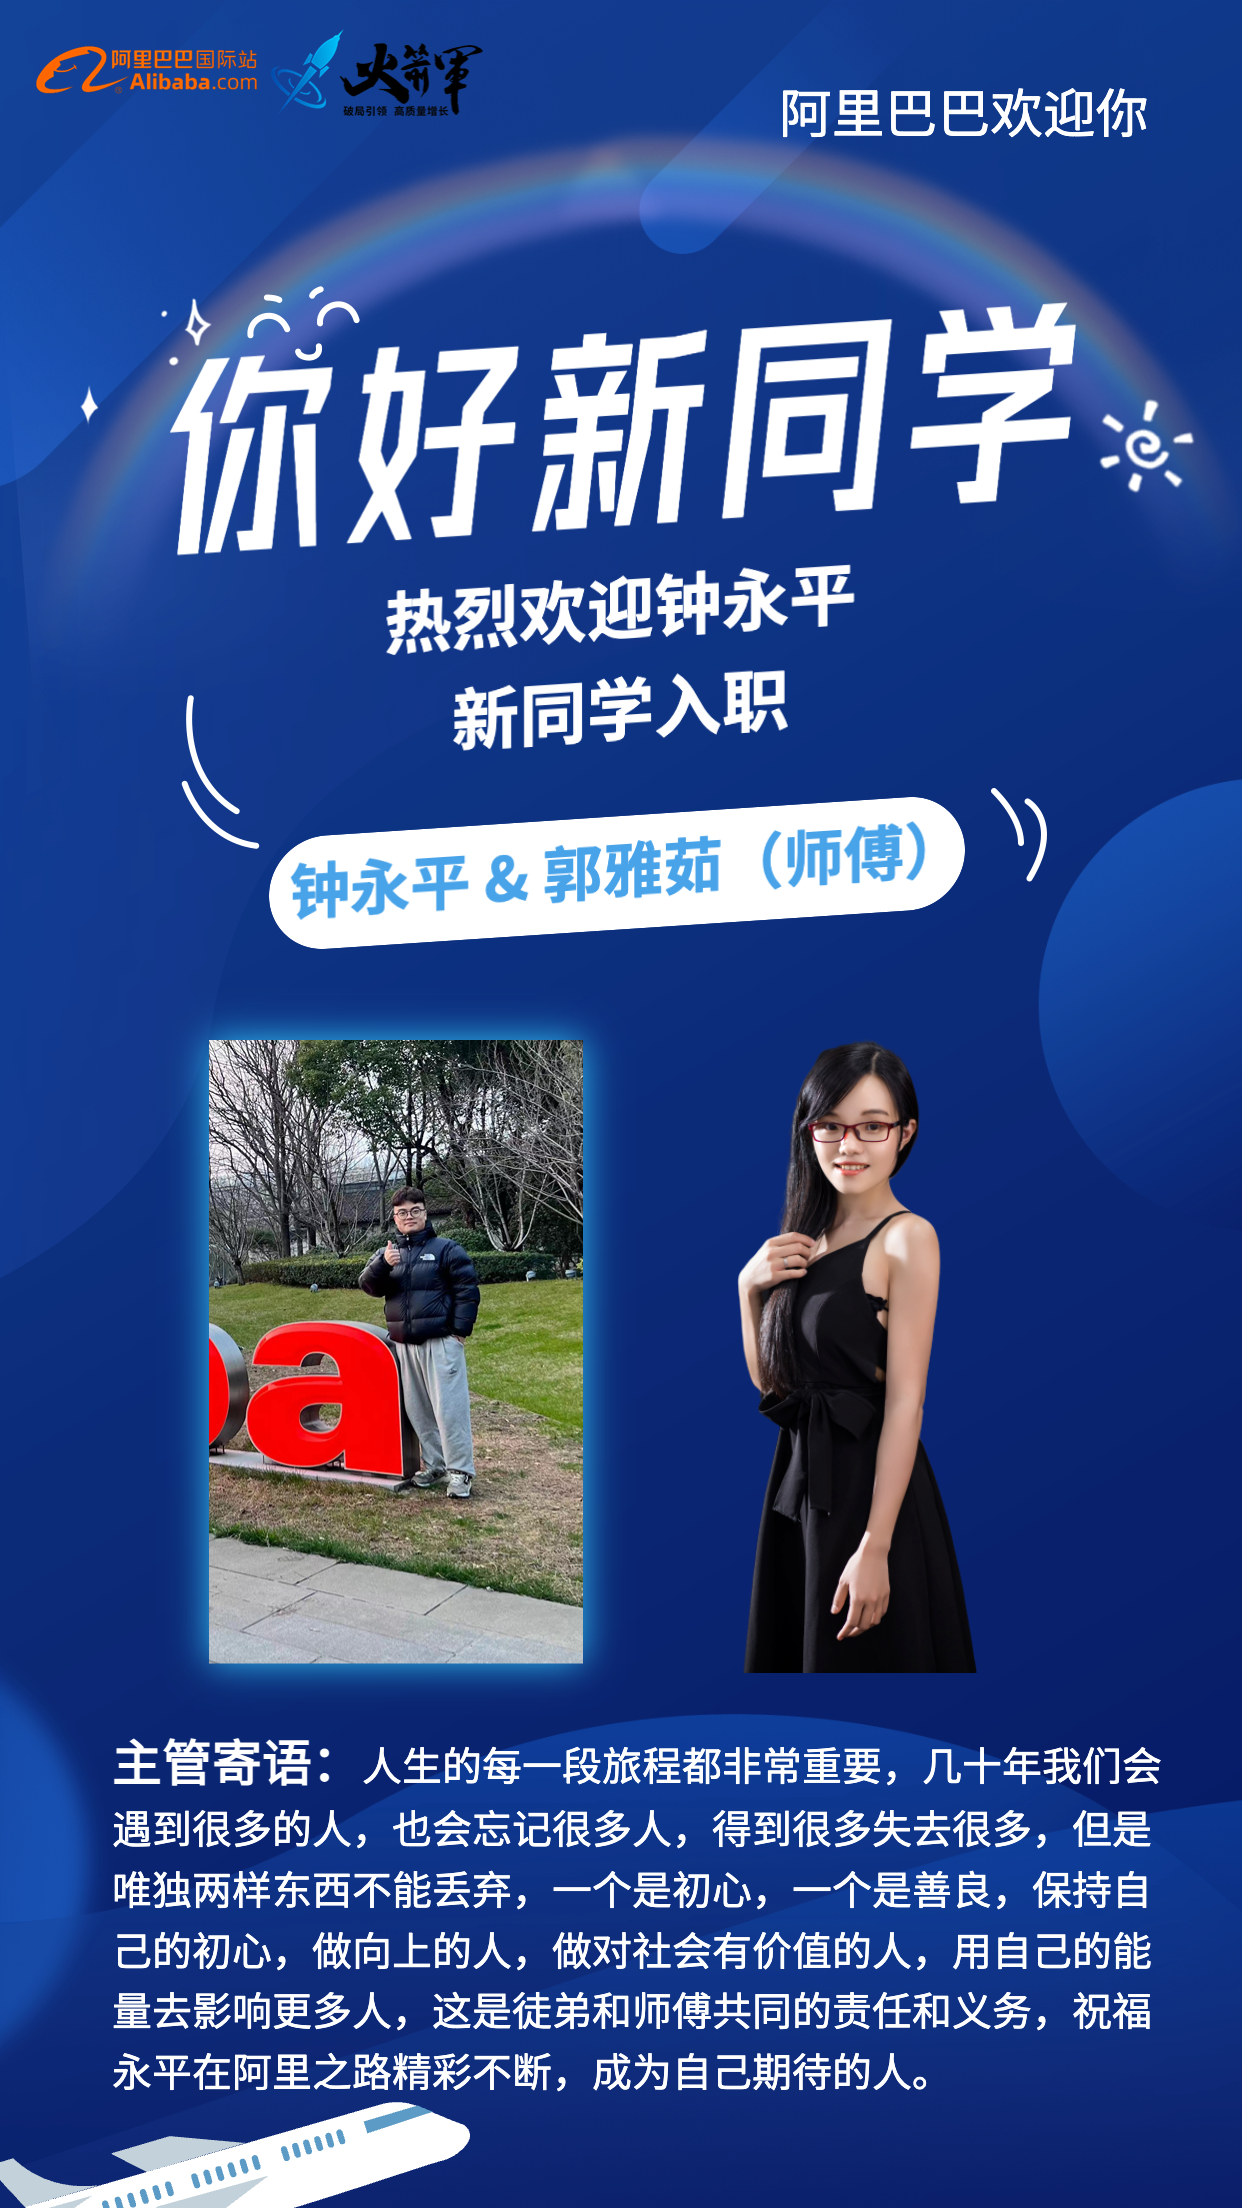 阿里巴巴国际站
Alibaba.com
火箭軍
破局引领 高质量增长
阿里巴巴欢迎你
你好新同学
热烈欢迎钟永平
新同学入职
钟永平 & 郭雅茹（师傅）
ba
主管寄语：人生的每一段旅程都非常重要，几十年我们会
遇到很多的人，也会忘记很多人，得到很多失去很多，但是
唯独两样东西不能丢弃，一个是初心，一个是善良，保持自
己的初心，做向上的人，做对社会有价值的人，用自己的能
量去影响更多人，这是徒弟和师傅共同的责任和义务，祝福
永平在阿里之路精彩不断，成为自己期待的人。